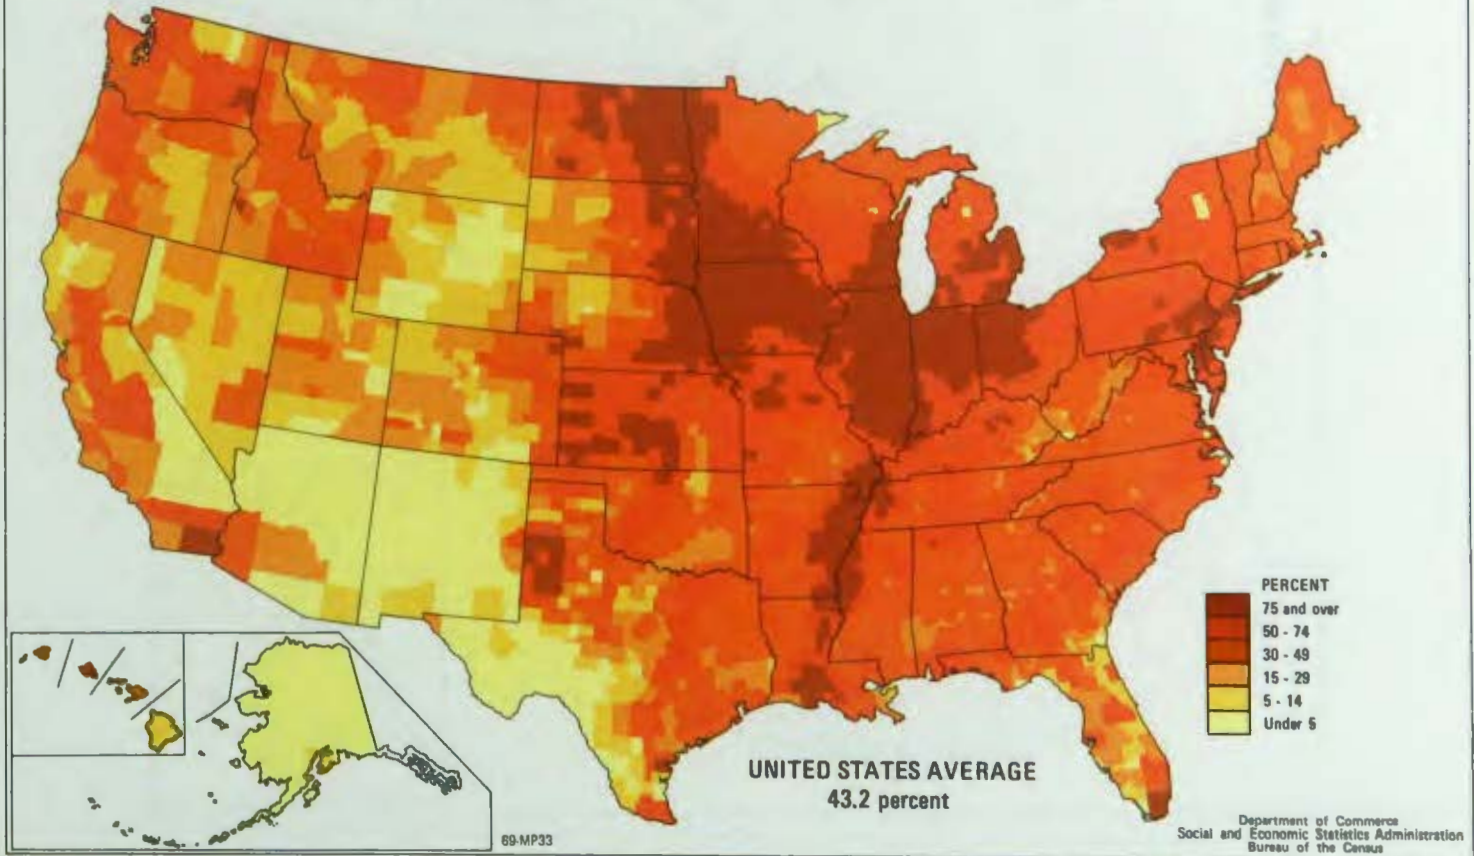 PERCENT
75 and over
50 - 74
30 - 49
15 - 29
5 - 14
Under 5
UNITED STATES AVERAGE
43.2 percent
69-MP33
Department of Commerce
Social and Economic Statistics Administration
Bureau of the Census